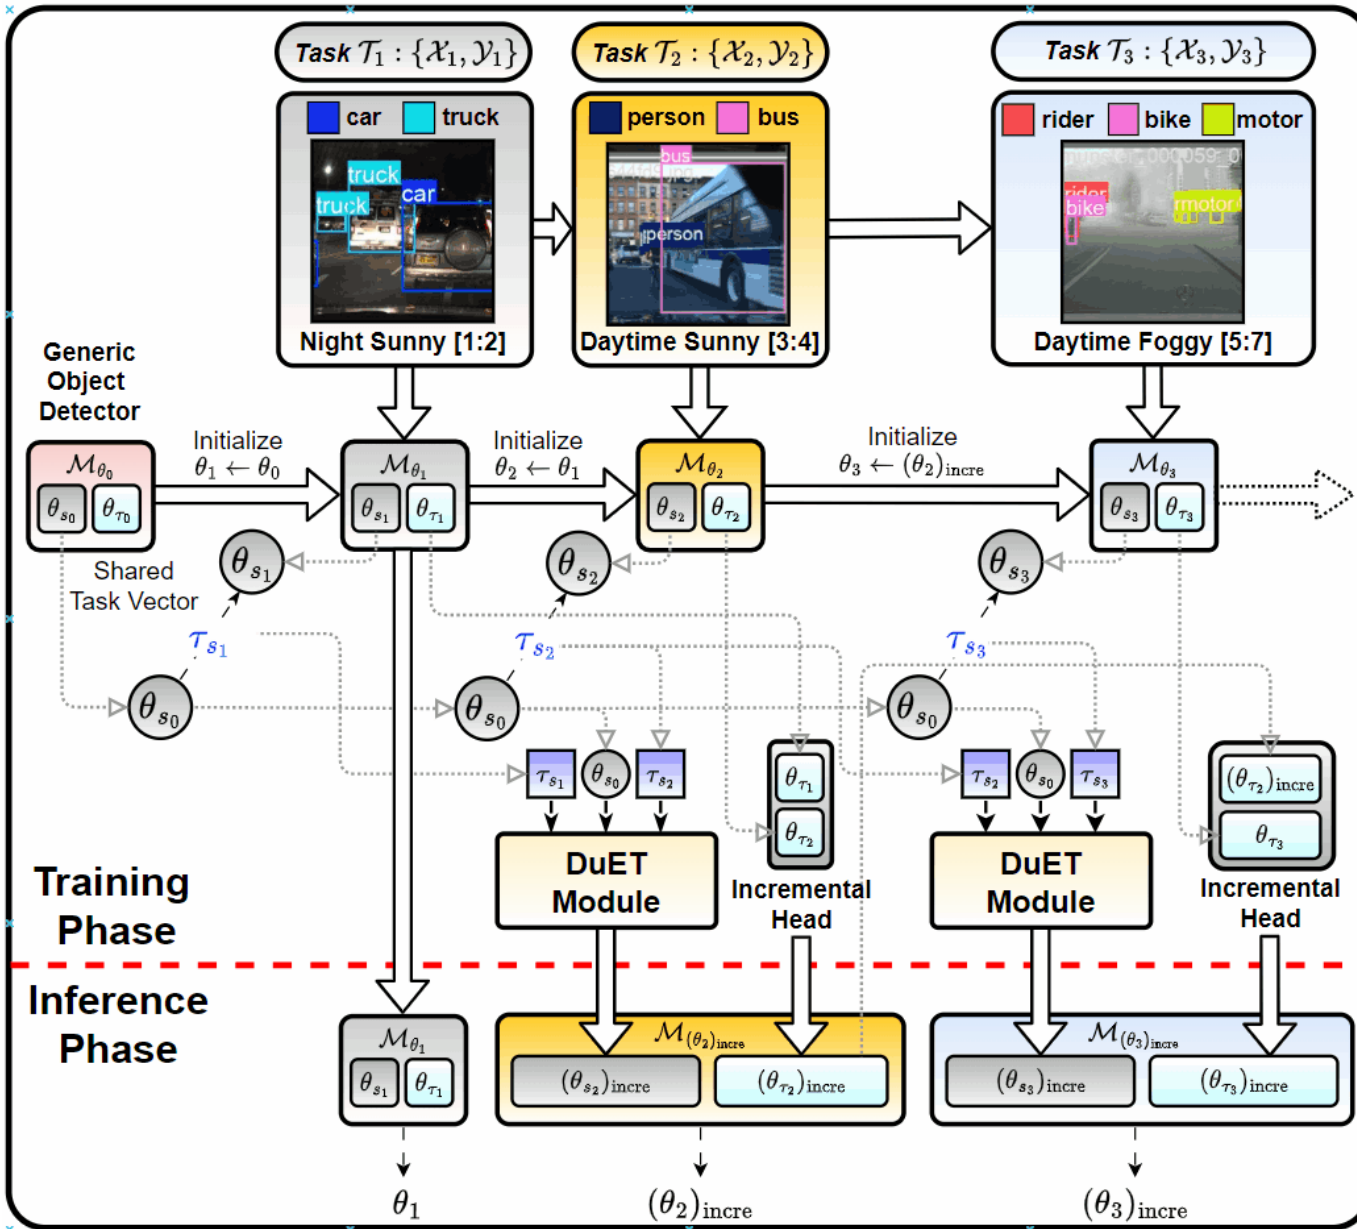 Task 𝒯₁ : {𝒳₁, 𝒴₁}
Task 𝒯₂ : {𝒳₂, 𝒴₂}
Task 𝒯₃ : {𝒳₃, 𝒴₃}
car truck
person bus
rider bike motor
truck
truck
car
bus
person
rider
bike
motor
Night Sunny [1:2]
Daytime Sunny [3:4]
Daytime Foggy [5:7]
Generic
Object
Detector
Initialize
θ₁ ← θ₀
Initialize
θ₂ ← θ₁
Initialize
θ₃ ← (θ₂)incre
ℳθ₀
θs₀ θτ₀
ℳθ₁
θs₁ θτ₁
ℳθ₂
θs₂ θτ₂
ℳθ₃
θs₃ θτ₃
Shared
Task Vector
θs₁
θs₂
θs₃
τs₁
τs₂
τs₃
θs₀
θs₀
θs₀
τs₁ θs₀ τs₂
θτ₁
θτ₂
τs₂ θs₀ τs₃
(θτ₂)incre
θτ₃
DuET
Module
Incremental
Head
DuET
Module
Incremental
Head
Training
Phase
Inference
Phase
ℳθ₁
θs₁ θτ₁
ℳ(θ₂)incre
(θs₂)incre (θτ₂)incre
ℳ(θ₃)incre
(θs₃)incre (θτ₃)incre
θ₁
(θ₂)incre
(θ₃)incre